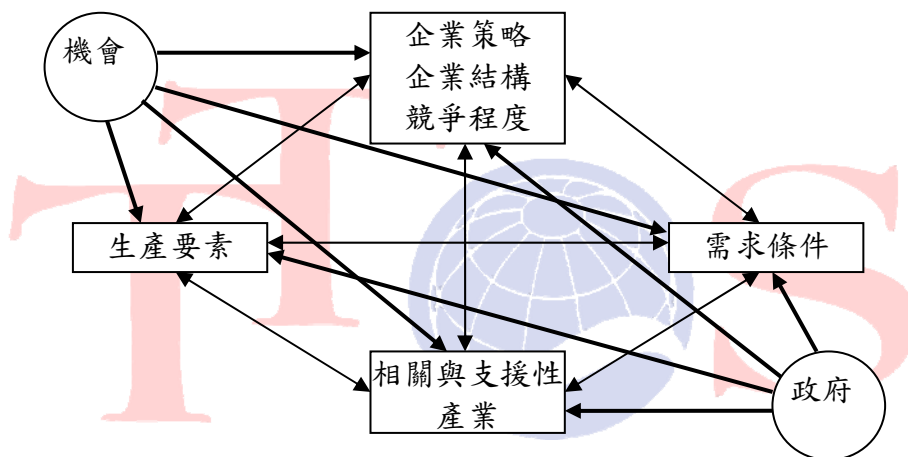 機會
企業策略
企業結構
競爭程度
生產要素
需求條件
相關與支援性
產業
政府